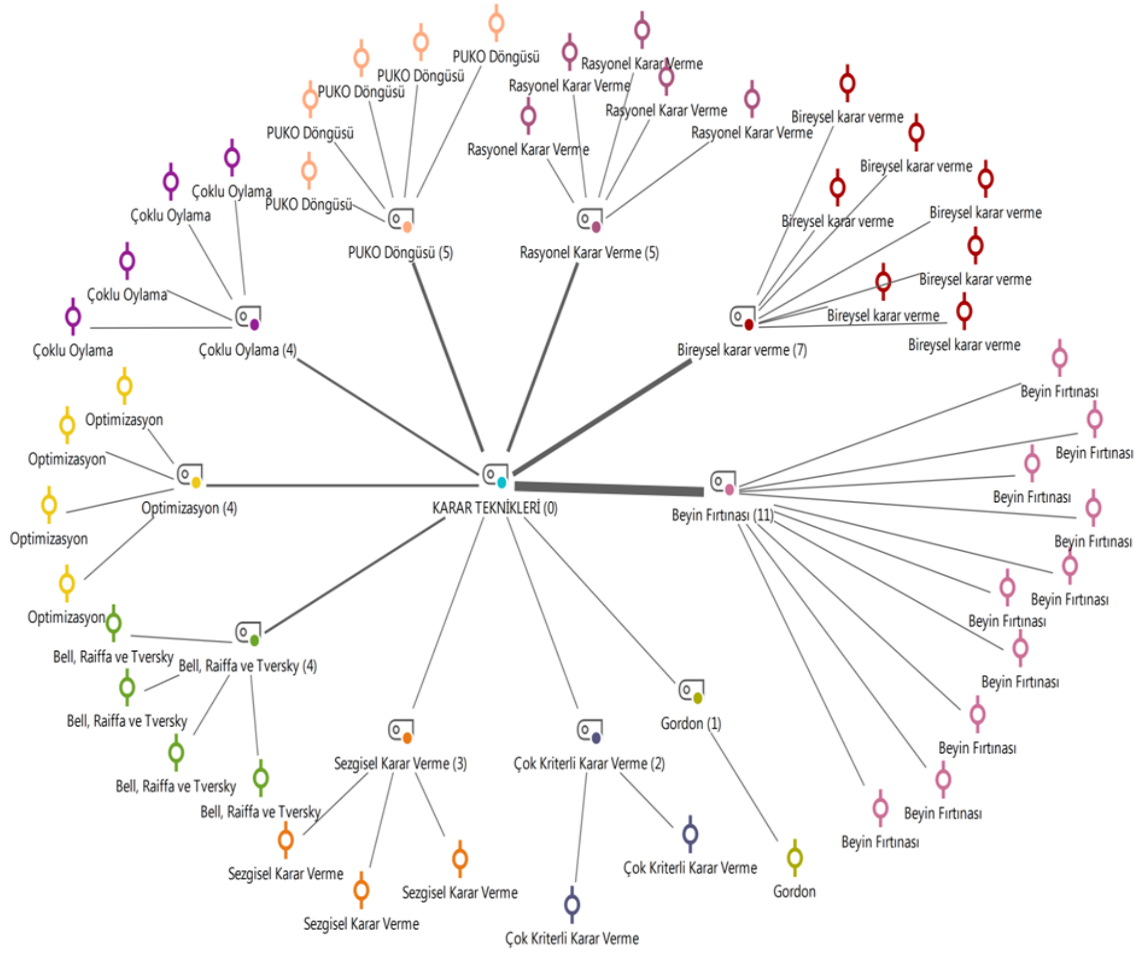 PUKO Döngüsü
PUKO Döngüsü
PUKO Döngüsü
PUKO Döngüsü
PUKO Döngüsü
PUKO Döngüsü (5)
Rasyonel Karar Verme
Rasyonel Karar Verme
Rasyonel Karar Verme
Rasyonel Karar Verme
Rasyonel Karar Verme
Rasyonel Karar Verme (5)
Bireysel karar verme
Bireysel karar verme
Bireysel karar verme
Bireysel karar verme
Bireysel karar verme
Bireysel karar verme
Bireysel karar verme
Bireysel karar verme (7)
Çoklu Oylama
Çoklu Oylama
Çoklu Oylama
Çoklu Oylama
Çoklu Oylama (4)
Optimizasyon
Optimizasyon
Optimizasyon
Optimizasyon
Optimizasyon (4)
KARAR TEKNİKLERİ (0)
Beyin Fırtınası (11)
Beyin Fırtınası
Beyin Fırtınası
Beyin Fırtınası
Beyin Fırtınası
Beyin Fırtınası
Beyin Fırtınası
Beyin Fırtınası
Beyin Fırtınası
Beyin Fırtınası
Beyin Fırtınası
Bell, Raiffa ve Tversky (4)
Bell, Raiffa ve Tversky
Bell, Raiffa ve Tversky
Bell, Raiffa ve Tversky
Bell, Raiffa ve Tversky
Sezgisel Karar Verme (3)
Sezgisel Karar Verme
Sezgisel Karar Verme
Sezgisel Karar Verme
Çok Kriterli Karar Verme (2)
Çok Kriterli Karar Verme
Çok Kriterli Karar Verme
Gordon (1)
Gordon